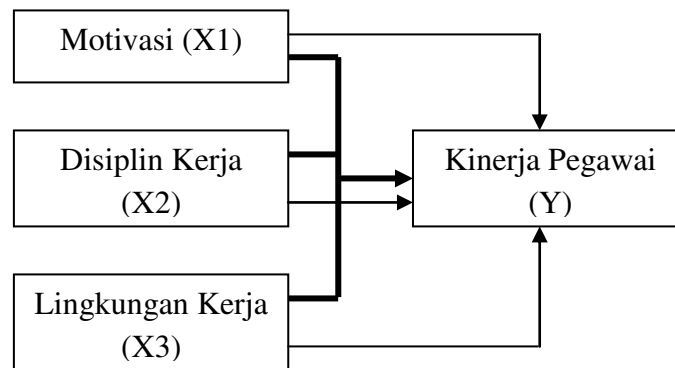 Motivasi (X1)
Disiplin Kerja
(X2)
Kinerja Pegawai
(Y)
Lingkungan Kerja
(X3)